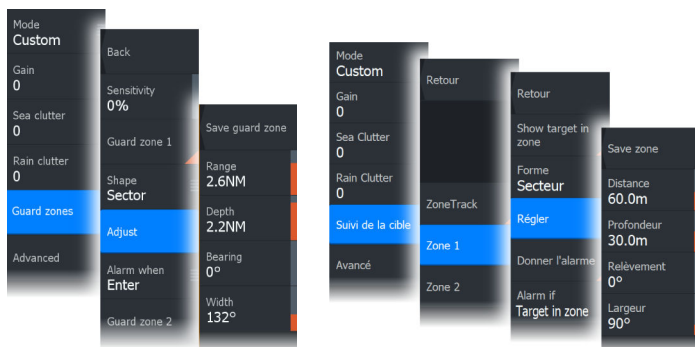 Mode
Custom
Gain
0
Sea clutter
0
Rain clutter
0
Guard zones
Advanced
Back
Sensitivity
0%
Guard zone 1
Shape
Sector
Adjust
Alarm when
Enter
Guard zone 2
Save guard zone
Range
2.6NM
Depth
2.2NM
Bearing
0°
Width
132°
Mode
Custom
Gain
0
Sea Clutter
0
Rain Clutter
0
Suivi de la cible
Avancé
Retour
ZoneTrack
Zone 1
Zone 2
Retour
Show target in
zone
Forme
Secteur
Régler
Donner l'alarme
Alarm if
Target in zone
Save zone
Distance
60.0m
Profondeur
30.0m
Relèvement
0°
Largeur
90°